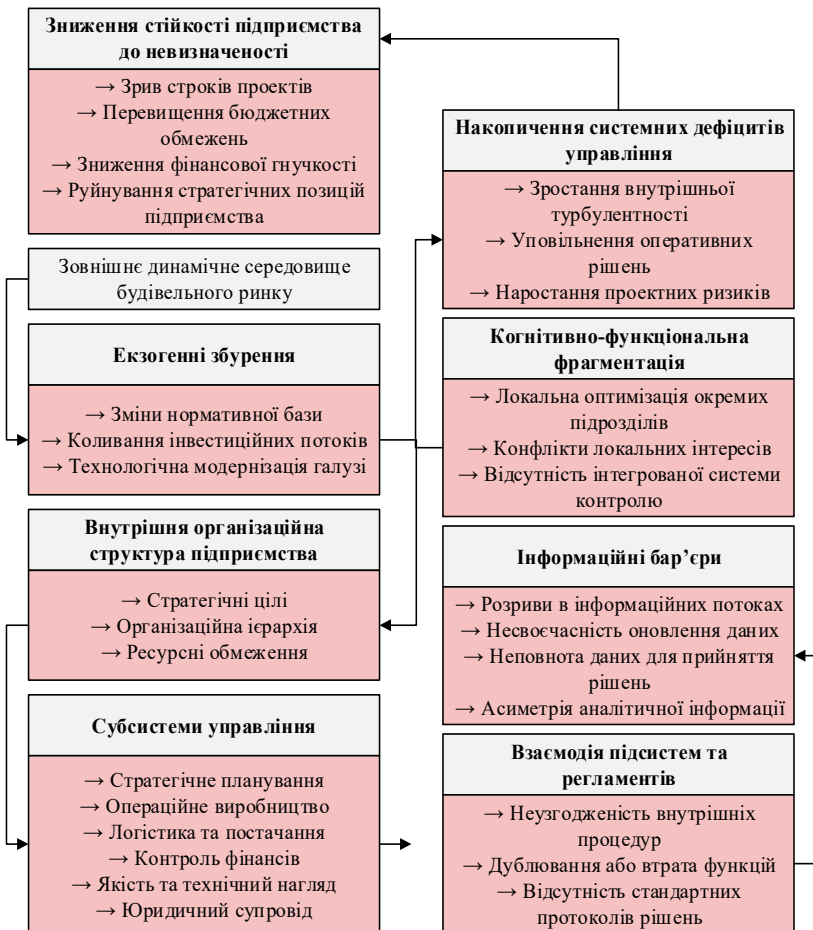 Зниження стійкості підприємства
до невизначеності
→ Зрив строків проектів
→ Перевищення бюджетних
обмежень
→ Зниження фінансової гнучкості
→ Руйнування стратегічних позицій
підприємства
Зовнішнє динамічне середовище
будівельного ринку
Екзогенні збурення
→ Зміни нормативної бази
→ Коливання інвестиційних потоків
→ Технологічна модернізація галузі
Внутрішня організаційна
структура підприємства
→ Стратегічні цілі
→ Організаційна ієрархія
→ Ресурсні обмеження
Субсистеми управління
→ Стратегічне планування
→ Операційне виробництво
→ Логістика та постачання
→ Контроль фінансів
→ Якість та технічний нагляд
→ Юридичний супровід
Накопичення системних дефіцитів
управління
→ Зростання внутрішньої
турбулентності
→ Уповільнення оперативних
рішень
→ Наростання проектних ризиків
Когнітивно-функціональна
фрагментація
→ Локальна оптимізація окремих
підрозділів
→ Конфлікти локальних інтересів
→ Відсутність інтегрованої системи
контролю
Інформаційні бар’єри
→ Розриви в інформаційних потоках
→ Несвоєчасність оновлення даних
→ Неповнота даних для прийняття
рішень
→ Асиметрія аналітичної інформації
Взаємодія підсистем та
регламентів
→ Неузгодженість внутрішніх
процедур
→ Дублювання або втрата функцій
→ Відсутність стандартних
протоколів рішень